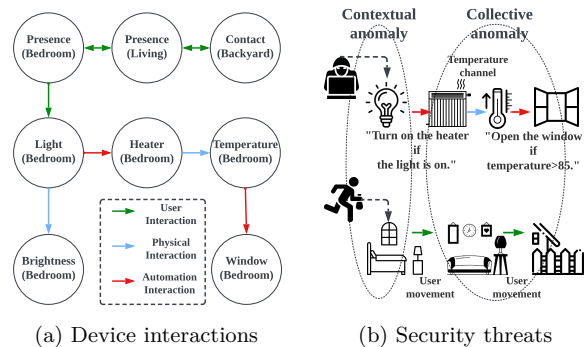 Presence
(Bedroom)
Presence
(Living)
Contact
(Backyard)
Light
(Bedroom)
Heater
(Bedroom)
Temperature
(Bedroom)
Brightness
(Bedroom)
User
Interaction
Physical
Interaction
Automation
Interaction
Window
(Bedroom)
(a) Device interactions
Contextual
anomaly
Collective
anomaly
Temperature
channel
"Turn on the heater
if
the light is on."
"Open the window
if
temperature>85."
User
movement
User
movement
(b) Security threats